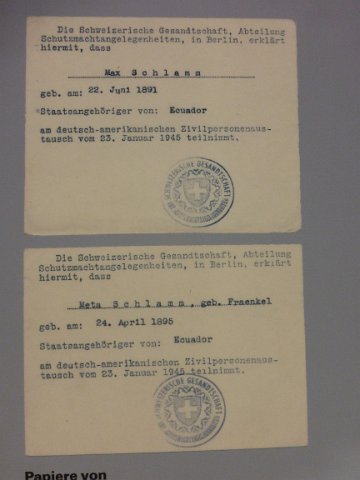 Die Schweizerische Gesandtschaft, Abteilung
Schutzmachtangelegenheiten, in Berlin, erklärt
hiermit, dass
Max Schlamm
geb. am: 22. Juni 1891
Staatsangehöriger von: Ecuador
am deutsch-amerikanischen Zivilpersonenaus-
tausch vom 23. Januar 1945 teilnimmt.
SCHWEIZERISCHE GESANDTSCHAFT
Die Schweizerische Gesandtschaft, Abteilung
Schutzmachtangelegenheiten, in Berlin, erklärt
hiermit, dass
Meta Schlamm, geb. Fraenkel
geb. am: 24. April 1895
Staatsangehöriger von: Ecuador
am deutsch-amerikanischen Zivilpersonenaus-
tausch vom 23. Januar 1945 teilnimmt.
SCHWEIZERISCHE GESANDTSCHAFT
Papiere von